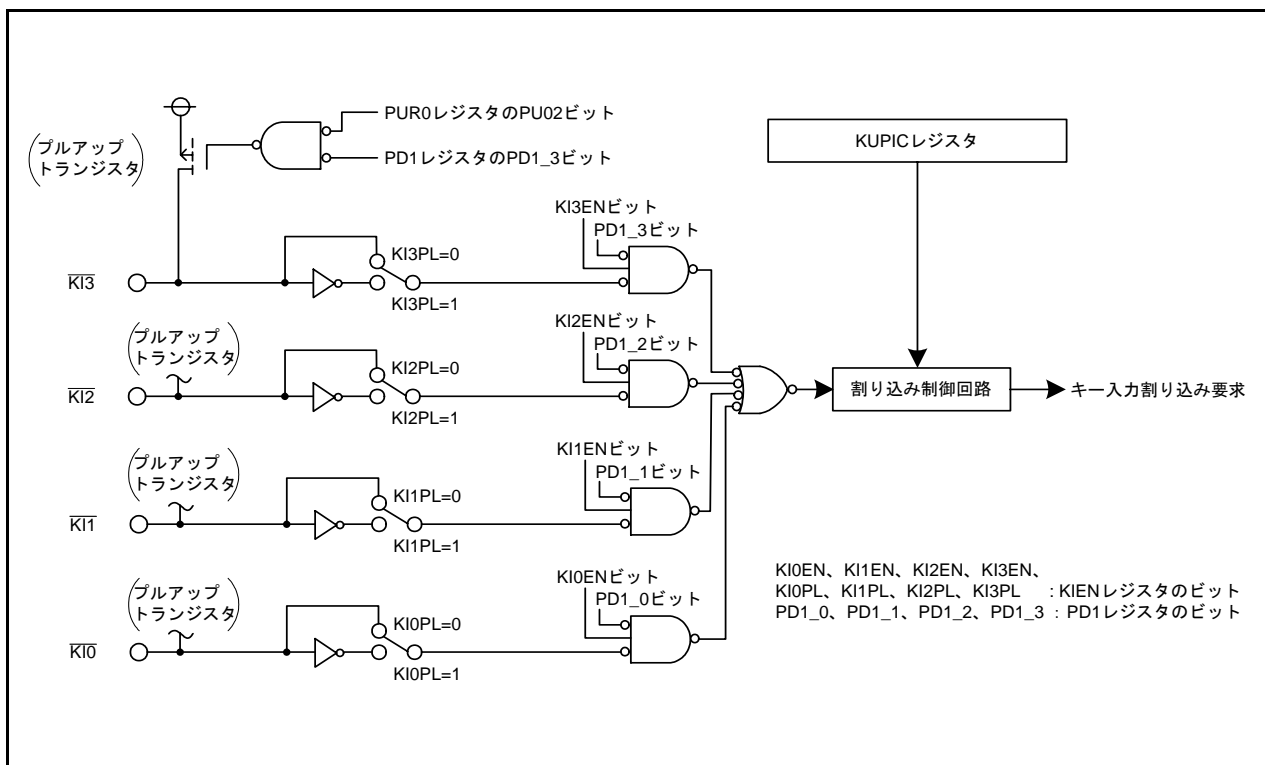 PUR0レジスタのPU02ビット
プルアップ
トランジスタ
PD1レジスタのPD1_3ビット
KUPICレジスタ
KI3ENビット
PD1_3ビット
KI3PL=0
KI3
KI3PL=1
プルアップ
トランジスタ
KI2ENビット
PD1_2ビット
KI2PL=0
KI2
KI2PL=1
割り込み制御回路
キー入力割り込み要求
プルアップ
トランジスタ
KI1ENビット
PD1_1ビット
KI1PL=0
KI1
KI1PL=1
プルアップ
トランジスタ
KI0ENビット
PD1_0ビット
KI0PL=0
KI0
KI0PL=1
KI0EN、KI1EN、KI2EN、KI3EN、
KI0PL、KI1PL、KI2PL、KI3PL : KIENレジスタのビット
PD1_0、PD1_1、PD1_2、PD1_3 : PD1レジスタのビット